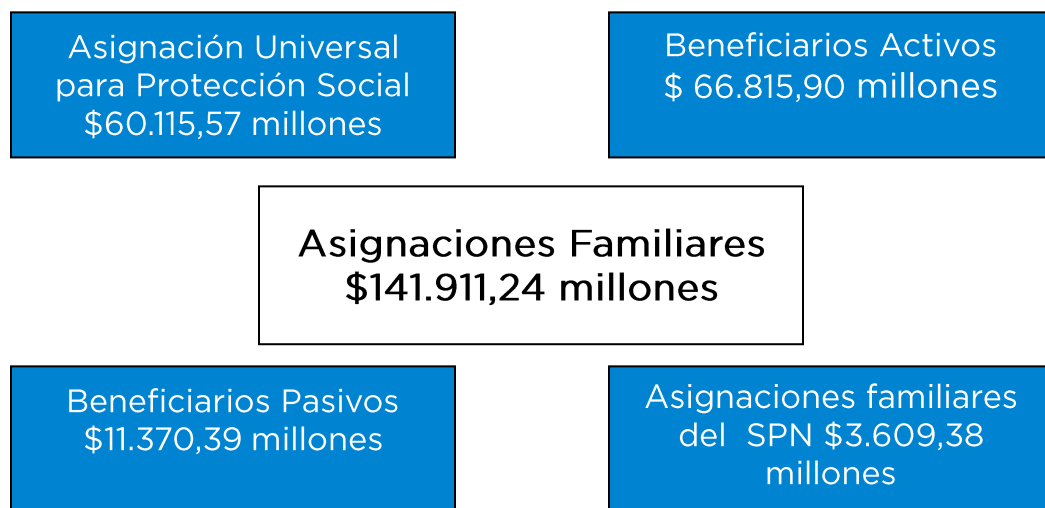 Asignación Universal
para Protección Social
$60.115,57 millones
Beneficiarios Activos
$ 66.815,90 millones
Asignaciones Familiares
$141.911,24 millones
Beneficiarios Pasivos
$11.370,39 millones
Asignaciones familiares
del SPN $3.609,38
millones